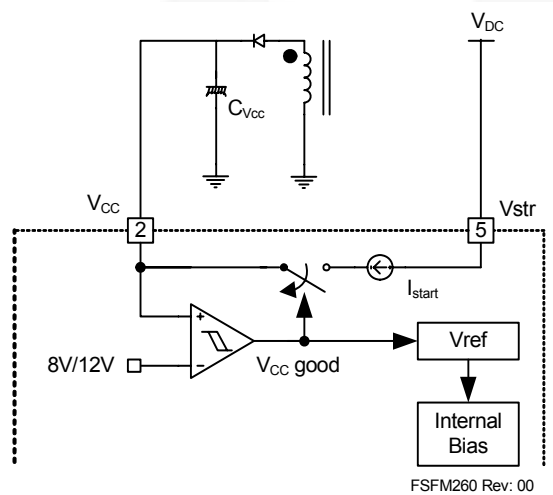 VDC
CVcc
VCC
2
5
Vstr
Istart
+
8V/12V
-
VCC good
Vref
Internal
Bias
FSFM260 Rev: 00